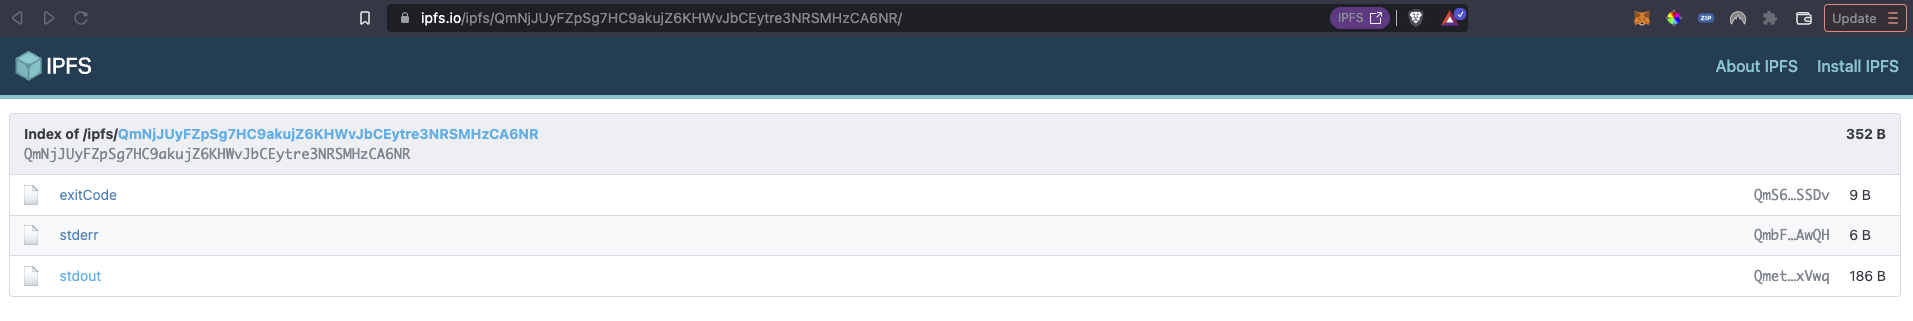 ipfs.io/ipfs/QmNjJUyFZpSg7HC9akujZ6KHWvJbCEytre3NRSMHzCA6NR/
IPFS
ZIP
Update
IPFS
About IPFS
Install IPFS
Index of /ipfs/QmNjJUyFZpSg7HC9akujZ6KHWvJbCEytre3NRSMHzCA6NR
352 B
QmNjJUyFZpSg7HC9akujZ6KHWvJbCEytre3NRSMHzCA6NR
exitCode
QmS6…SSDv
9 B
stderr
QmbF…AwQH
6 B
stdout
Qmet…xVwq
186 B